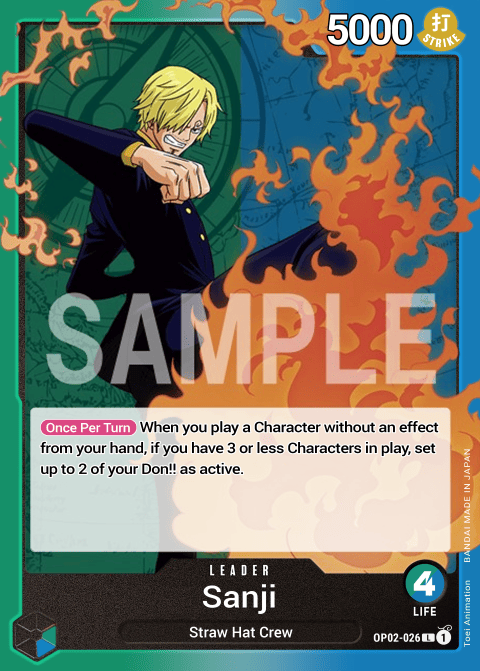 5000
打
STRIKE
SAMPLE
Once Per Turn When you play a Character without an effect
from your hand, if you have 3 or less Characters in play, set
up to 2 of your Don!! as active.
LEADER
Sanji
Straw Hat Crew
4
LIFE
OP02-026 L 1
Toei Animation BANDAI MADE IN JAPAN